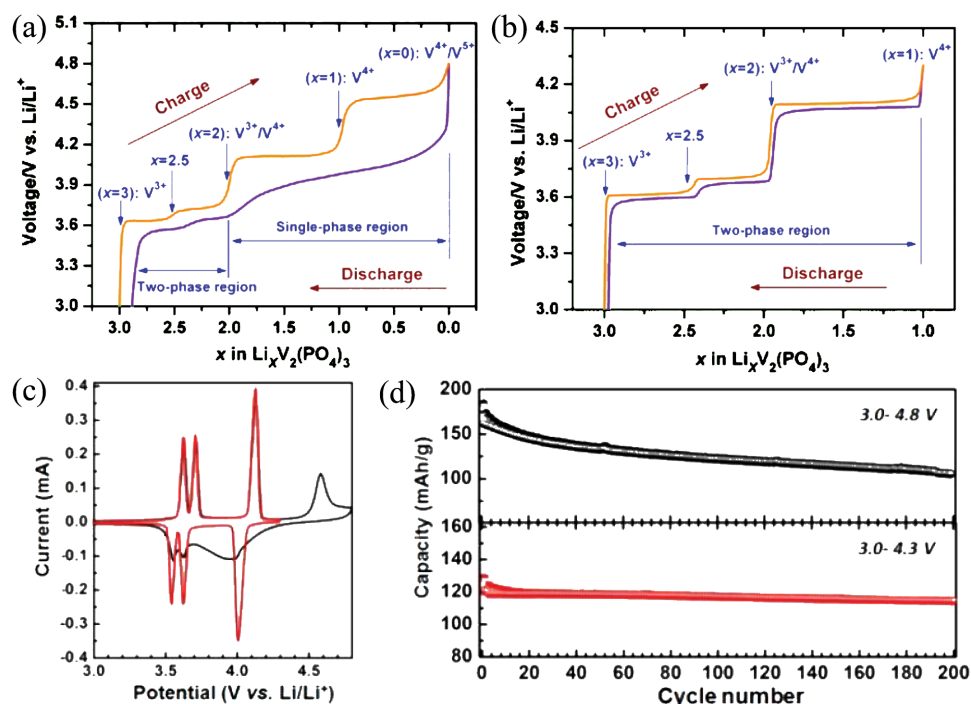 (a)
5.1
4.8
4.5
4.2
3.9
3.6
3.3
3.0
Voltage/V vs. Li/Li⁺
Charge
(x=3): V³⁺
x=2.5
(x=2): V³⁺/V⁴⁺
(x=1): V⁴⁺
(x=0): V⁴⁺/V⁵⁺
Single-phase region
Two-phase region
Discharge
3.0 2.5 2.0 1.5 1.0 0.5 0.0
x in LiₓV₂(PO₄)₃
(b)
4.5
4.2
3.9
3.6
3.3
3.0
Voltage/V vs. Li/Li⁺
Charge
(x=3): V³⁺
x=2.5
(x=2): V³⁺/V⁴⁺
(x=1): V⁴⁺
Two-phase region
Discharge
3.0 2.5 2.0 1.5 1.0
x in LiₓV₂(PO₄)₃
(c)
0.4
0.3
0.2
0.1
0.0
-0.1
-0.2
-0.3
-0.4
Current (mA)
3.0 3.5 4.0 4.5
Potential (V vs. Li/Li⁺)
(d)
200
150
100
3.0- 4.8 V
160
140
120
100
80
3.0- 4.3 V
Capacity (mAh/g)
0 20 40 60 80 100 120 140 160 180 200
Cycle number